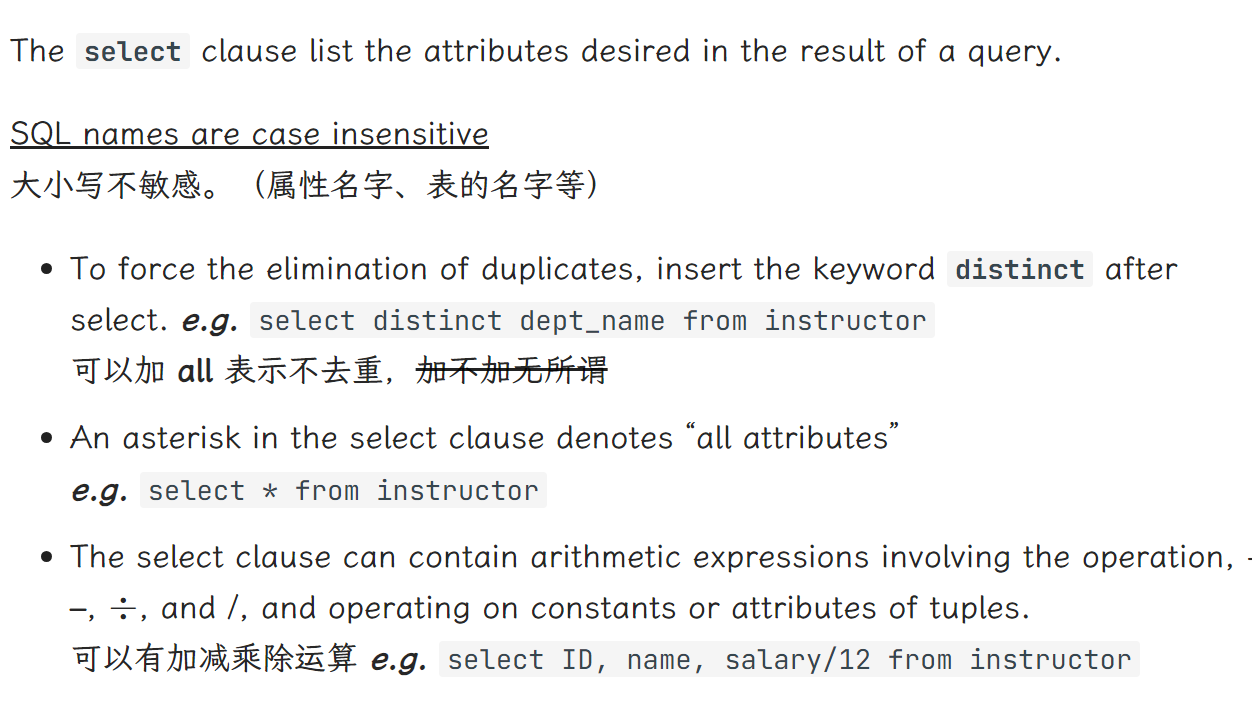 The select clause list the attributes desired in the result of a query.
SQL names are case insensitive
大小写不敏感。（属性名字、表的名字等）
To force the elimination of duplicates, insert the keyword distinct after
select. e.g. select distinct dept_name from instructor
可以加 all 表示不去重，加不加无所谓
An asterisk in the select clause denotes “all attributes”
e.g. select * from instructor
The select clause can contain arithmetic expressions involving the operation,
–, ÷, and /, and operating on constants or attributes of tuples.
可以有加减乘除运算 e.g. select ID, name, salary/12 from instructor